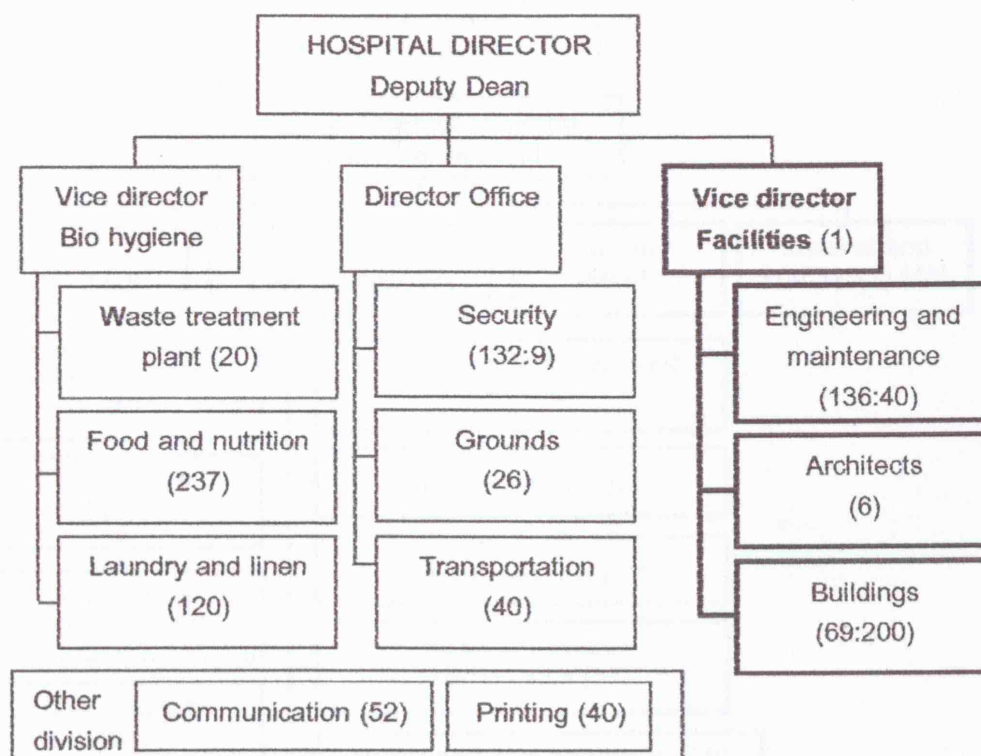 HOSPITAL DIRECTOR
Deputy Dean
Vice director
Bio hygiene
Waste treatment
plant (20)
Food and nutrition
(237)
Laundry and linen
(120)
Director Office
Security
(132:9)
Grounds
(26)
Transportation
(40)
Vice director
Facilities (1)
Engineering and
maintenance
(136:40)
Architects
(6)
Buildings
(69:200)
Other
division
Communication (52)
Printing (40)